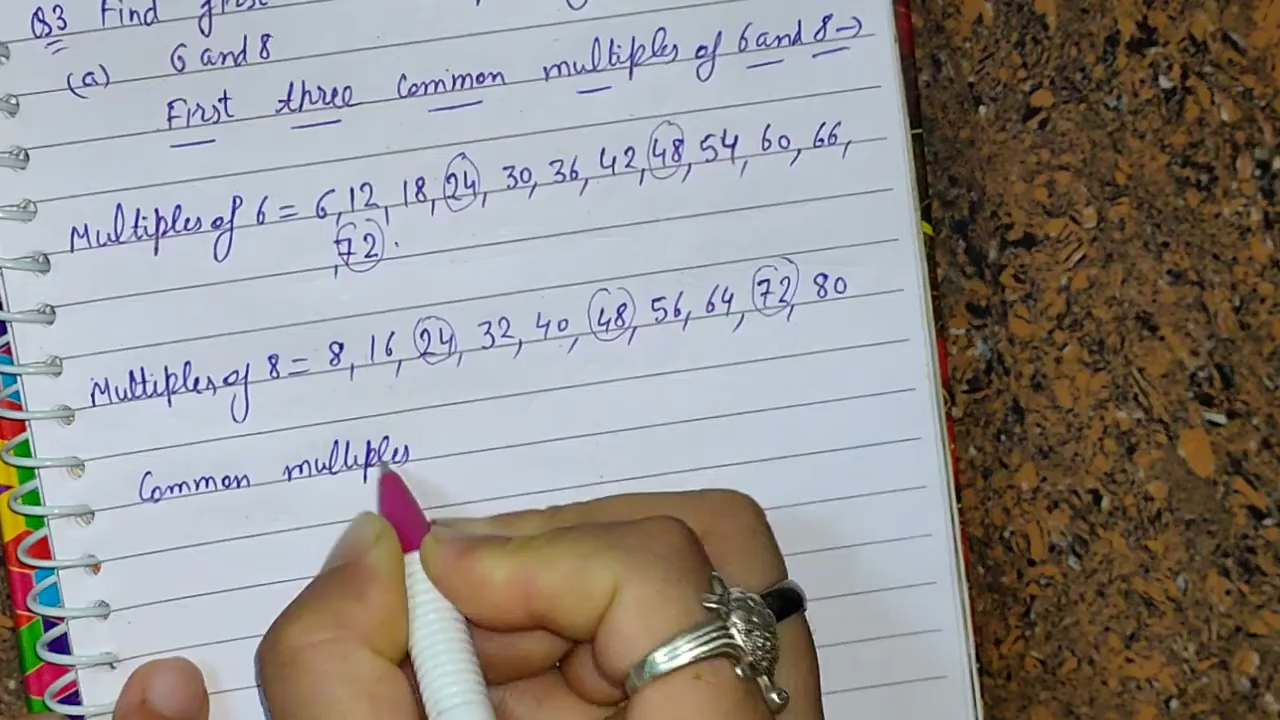 Q3 Find first
(a) 6 and 8
First three common multiples of 6 and 8 →
Multiples of 6 = 6, 12, 18, 24, 30, 36, 42, 48, 54, 60, 66,
, 72.
Multiples of 8 = 8, 16, 24, 32, 40, 48, 56, 64, 72, 80
Common multiples